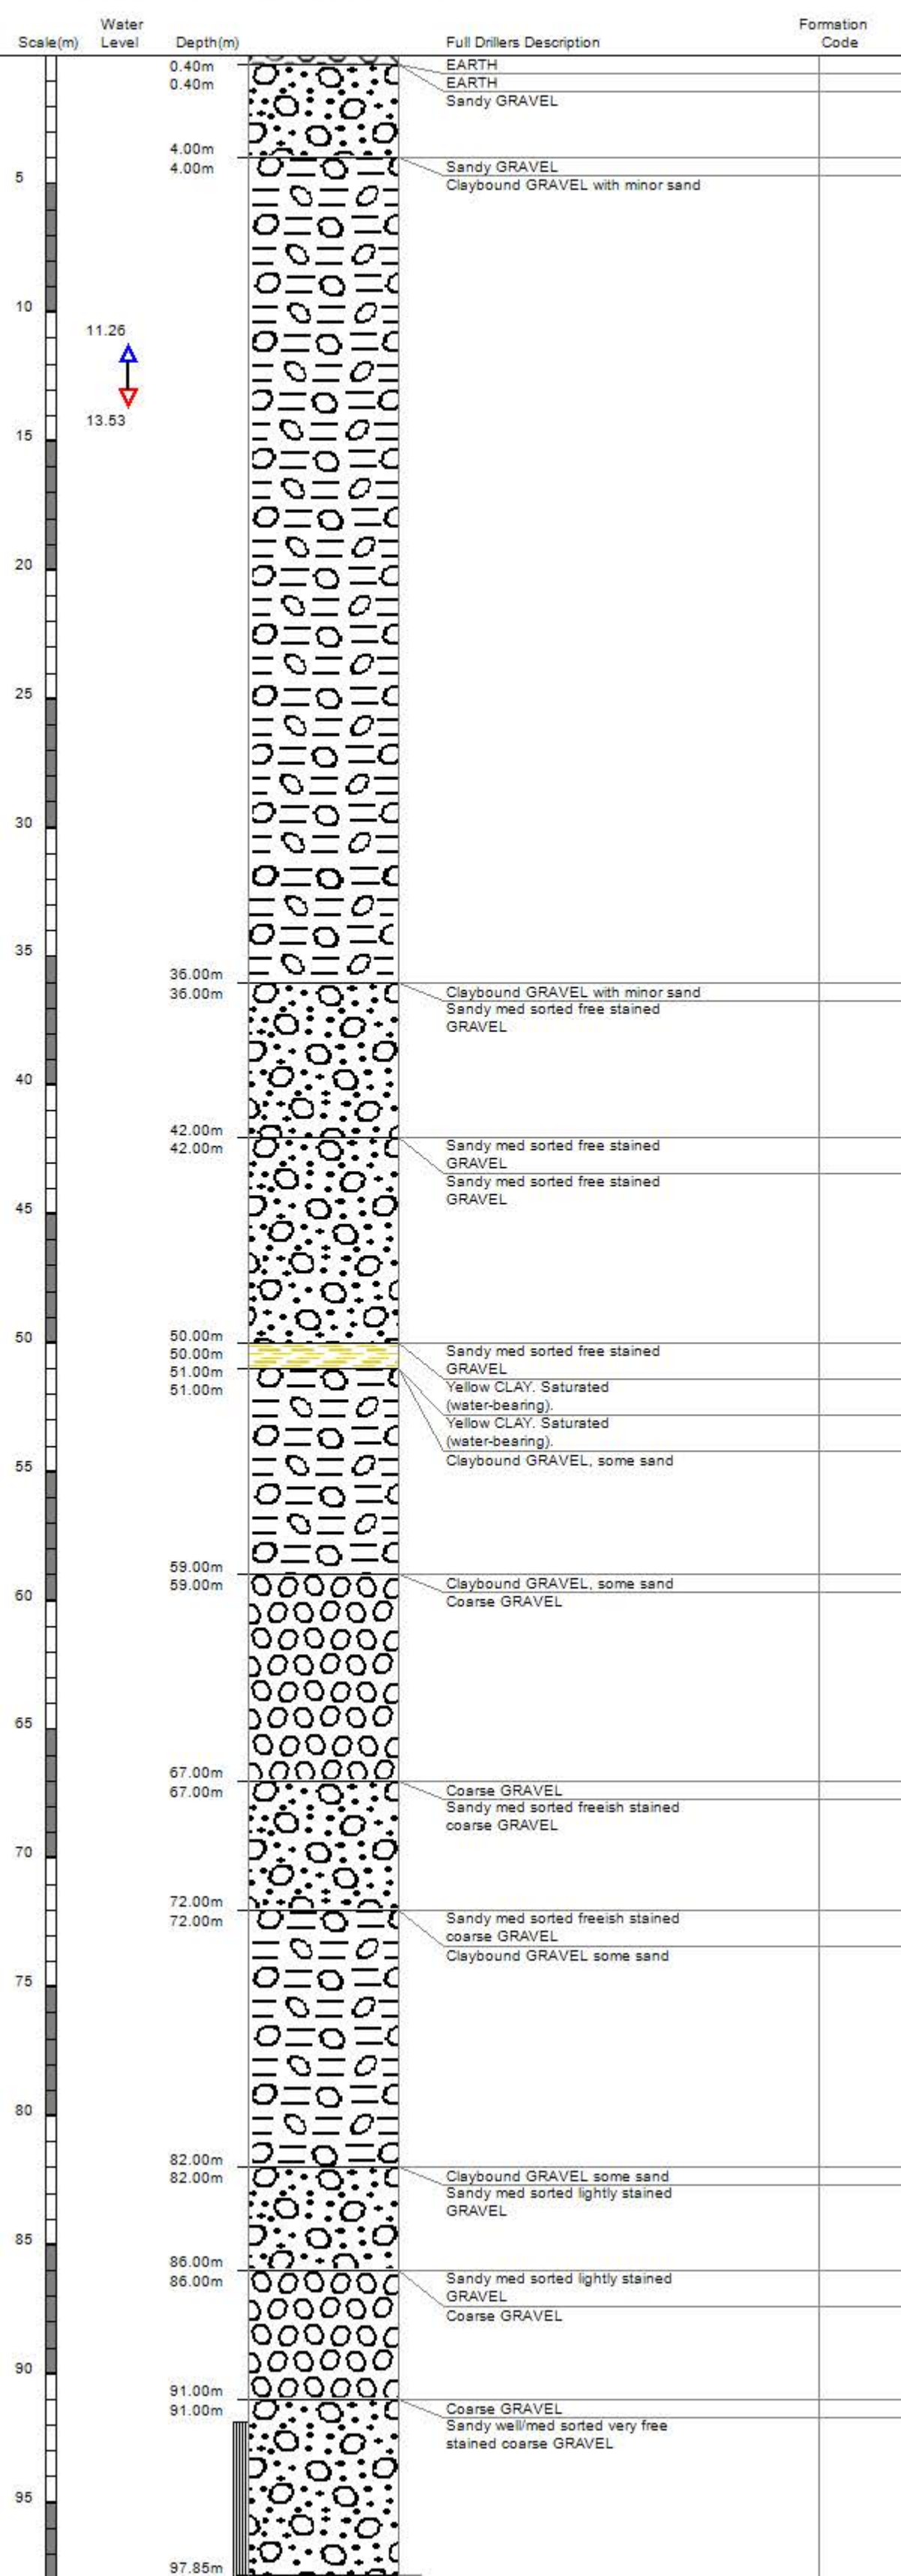 Water Formation
Scale(m) Level Depth(m) Full Drillers Description Code
0.40m EARTH
0.40m EARTH
Sandy GRAVEL
4.00m Sandy GRAVEL
4.00m Claybound GRAVEL with minor sand
5
10
11.26
13.53
15
20
25
30
35
36.00m Claybound GRAVEL with minor sand
36.00m Sandy med sorted free stained
GRAVEL
40
42.00m Sandy med sorted free stained
42.00m GRAVEL
Sandy med sorted free stained
GRAVEL
45
50
50.00m Sandy med sorted free stained
50.00m GRAVEL
51.00m Yellow CLAY. Saturated
51.00m (water-bearing).
Yellow CLAY. Saturated
(water-bearing).
Claybound GRAVEL, some sand
55
59.00m Claybound GRAVEL, some sand
59.00m Coarse GRAVEL
60
65
67.00m Coarse GRAVEL
67.00m Sandy med sorted freeish stained
coarse GRAVEL
70
72.00m Sandy med sorted freeish stained
72.00m coarse GRAVEL
Claybound GRAVEL some sand
75
80
82.00m Claybound GRAVEL some sand
82.00m Sandy med sorted lightly stained
GRAVEL
85
86.00m Sandy med sorted lightly stained
86.00m GRAVEL
Coarse GRAVEL
90
91.00m Coarse GRAVEL
91.00m Sandy well/med sorted very free
stained coarse GRAVEL
95
97.85m